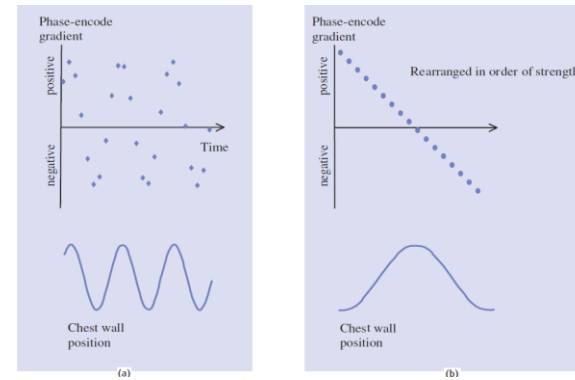 Phase-encode
gradient
positive
negative
Time
Chest wall
position
(a)
Phase-encode
gradient
positive
negative
Rearranged in order of strength
Chest wall
position
(b)